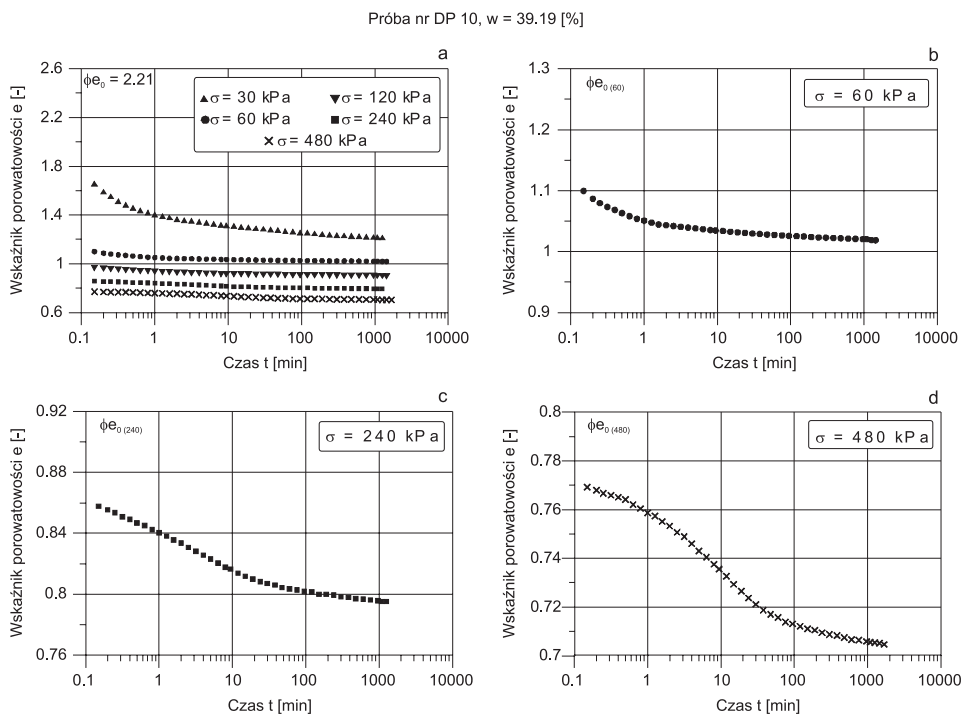 Próba nr DP 10, w = 39.19 [%]
a
Wskaźnik porowatości e [-]
2.6
2.2
1.8
1.4
1
0.6
ϕe₀ = 2.21
σ= 30 kPa
σ= 120 kPa
σ= 60 kPa
σ= 240 kPa
σ= 480 kPa
0.1 1 10 100 1000 10000
Czas t [min]
b
Wskaźnik porowatości e [-]
1.3
1.2
1.1
1
0.9
ϕe₀ (60)
σ = 60 kPa
0.1 1 10 100 1000 10000
Czas t [min]
c
Wskaźnik porowatości e [-]
0.92
0.88
0.84
0.8
0.76
ϕe₀ (240)
σ = 240 kPa
0.1 1 10 100 1000 10000
Czas t [min]
d
Wskaźnik porowatości e [-]
0.8
0.78
0.76
0.74
0.72
0.7
ϕe₀ (480)
σ = 480 kPa
0.1 1 10 100 1000 10000
Czas t [min]